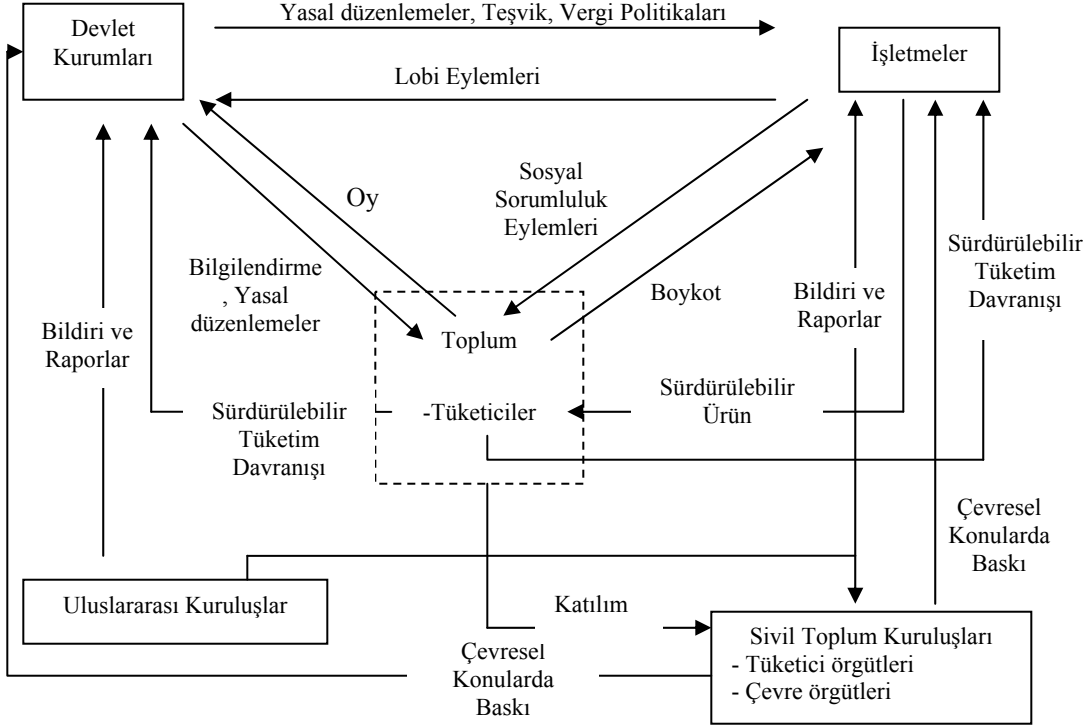 Yasal düzenlemeler, Teşvik, Vergi Politikaları
Devlet
Kurumları
İşletmeler
Lobi Eylemleri
Oy
Sosyal
Sorumluluk
Eylemleri
Bilgilendirme
, Yasal
düzenlemeler
Boykot
Bildiri ve
Raporlar
Sürdürülebilir
Tüketim
Davranışı
Bildiri ve
Raporlar
Toplum
-Tüketiciler
Sürdürülebilir
Tüketim
Davranışı
Sürdürülebilir
Ürün
Çevresel
Konularda
Baskı
Uluslararası Kuruluşlar
Katılım
Sivil Toplum Kuruluşları
- Tüketici örgütleri
- Çevre örgütleri
Çevresel
Konularda
Baskı